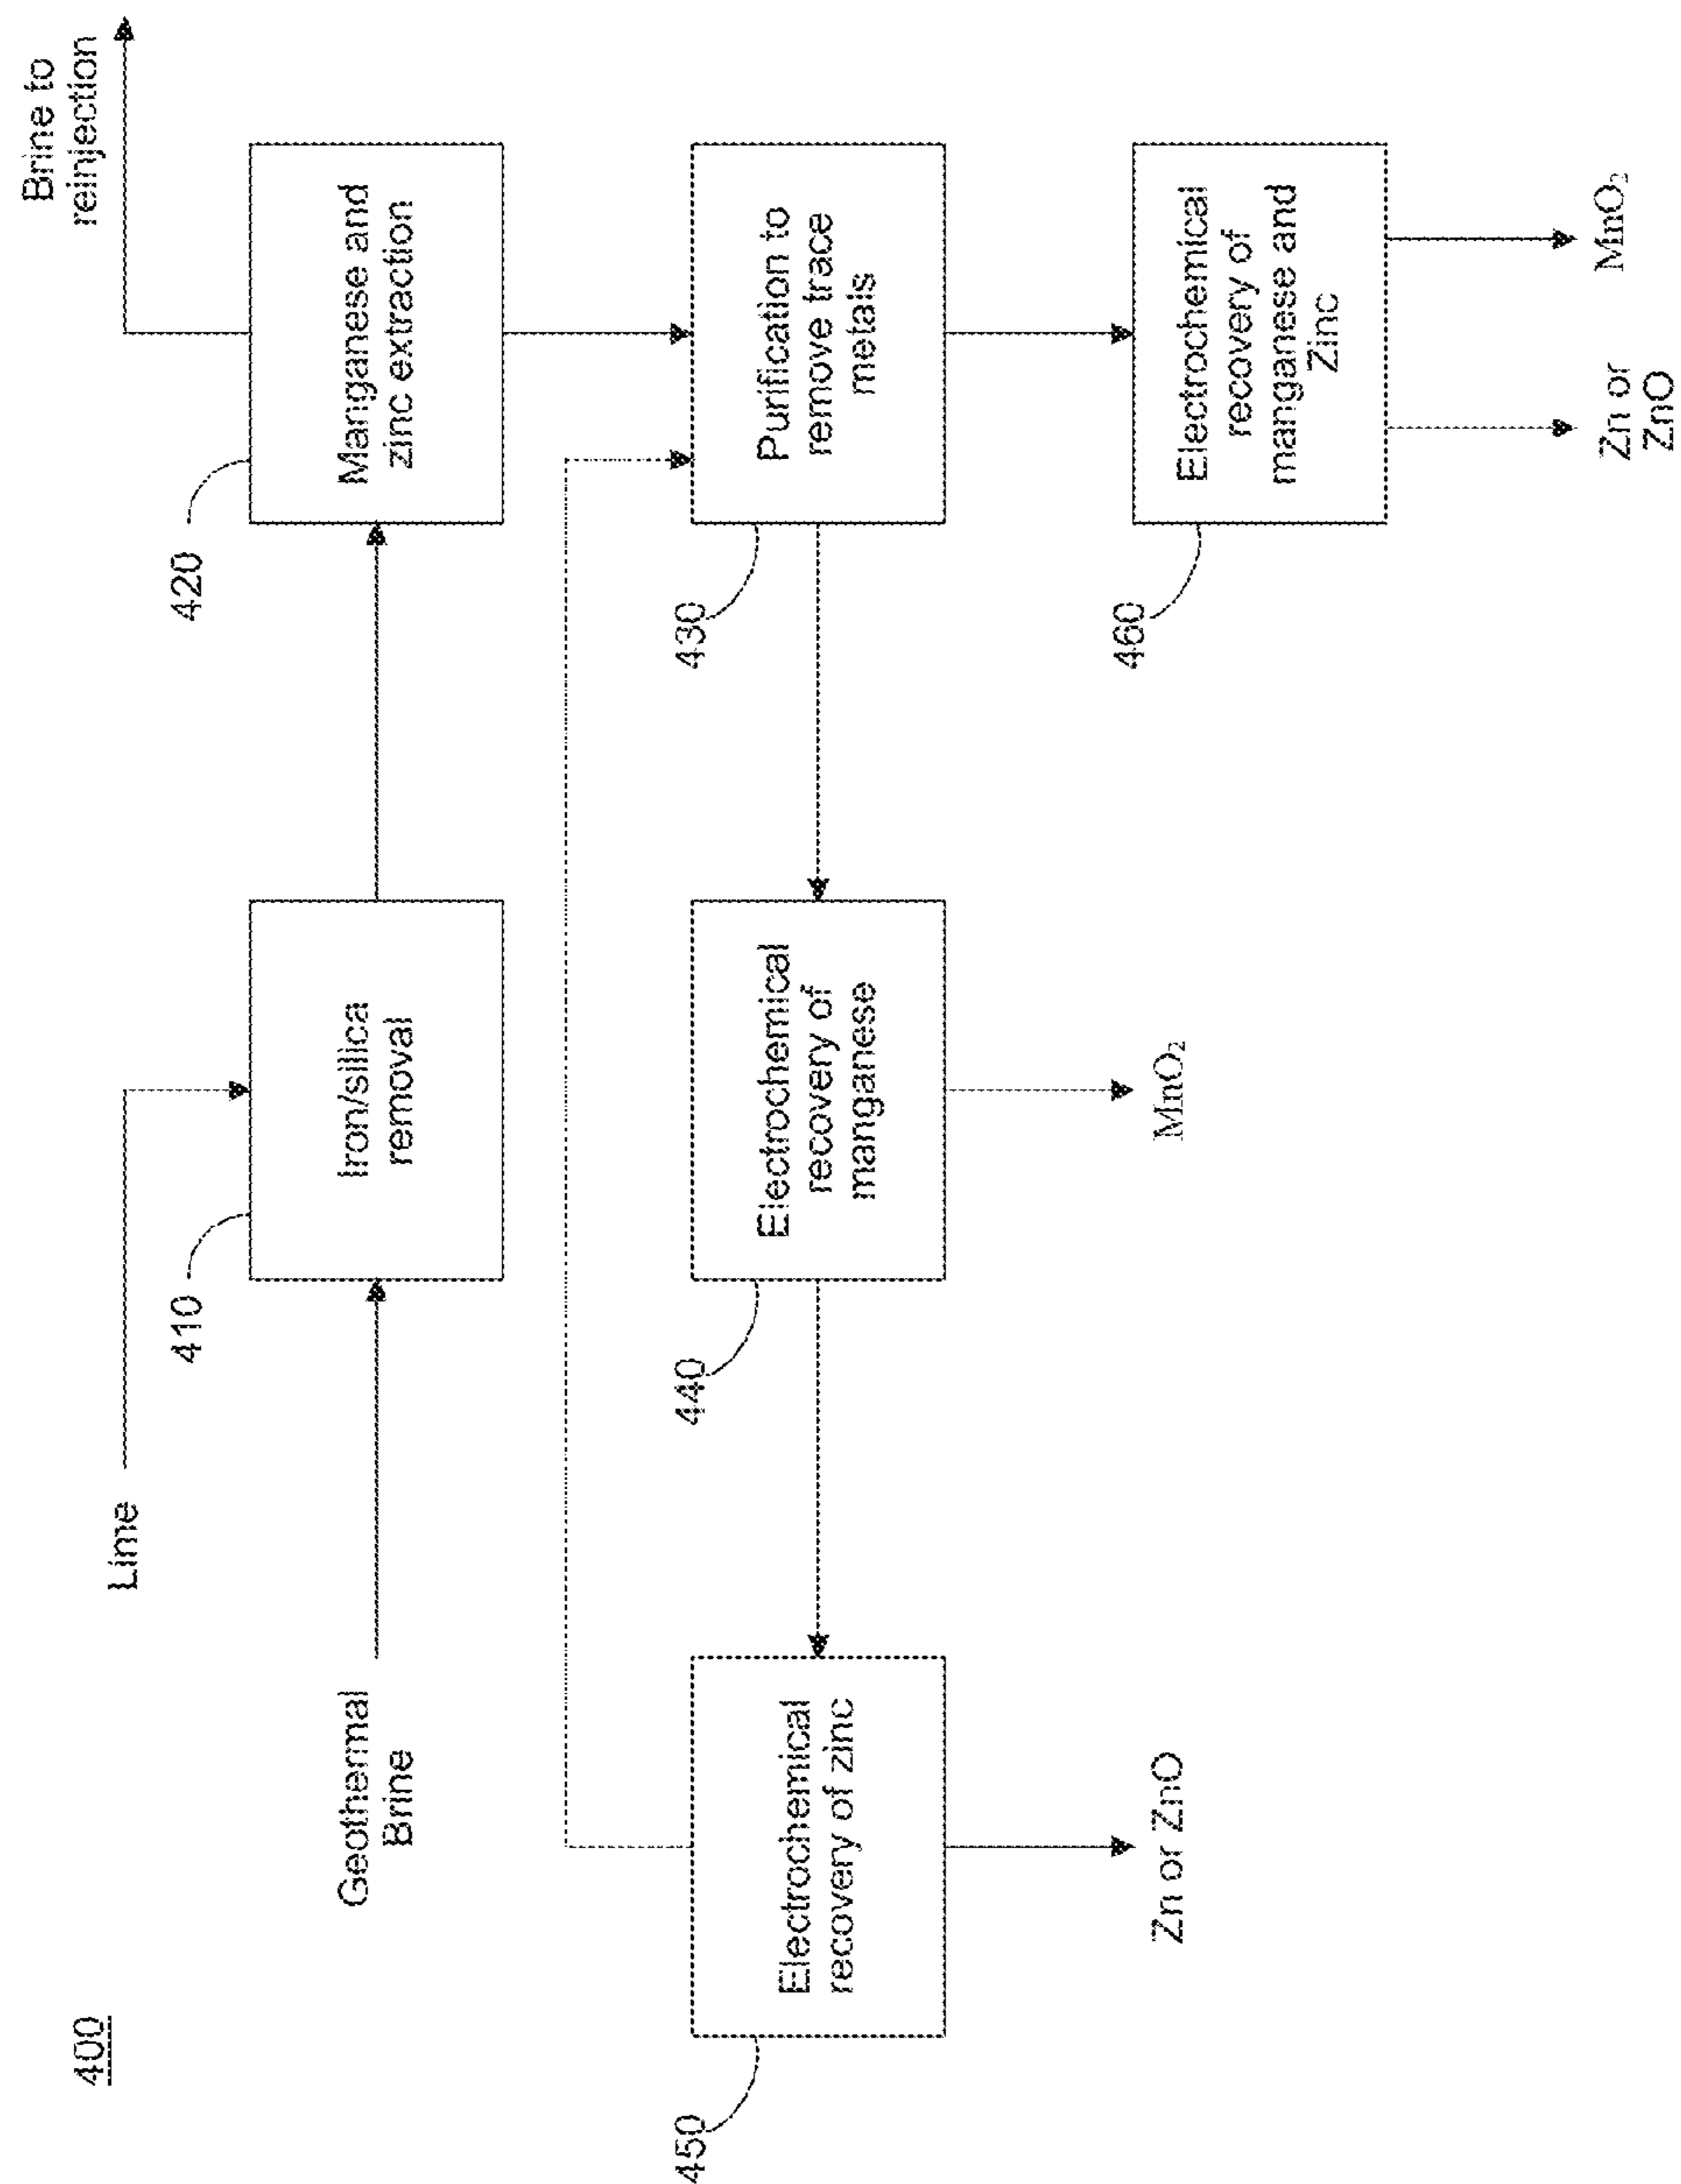 400
Lime
Brine to
reinjection
410
420
Geothermal
Brine
Iron/silica
removal
Manganese and
zinc extraction
450
440
430
Electrochemical
recovery of zinc
Electrochemical
recovery of
manganese
Purification to
remove trace
metals
Zn or ZnO
MnO₂
460
Electrochemical
recovery of
manganese and
Zinc
Zn or
ZnO
MnO₂